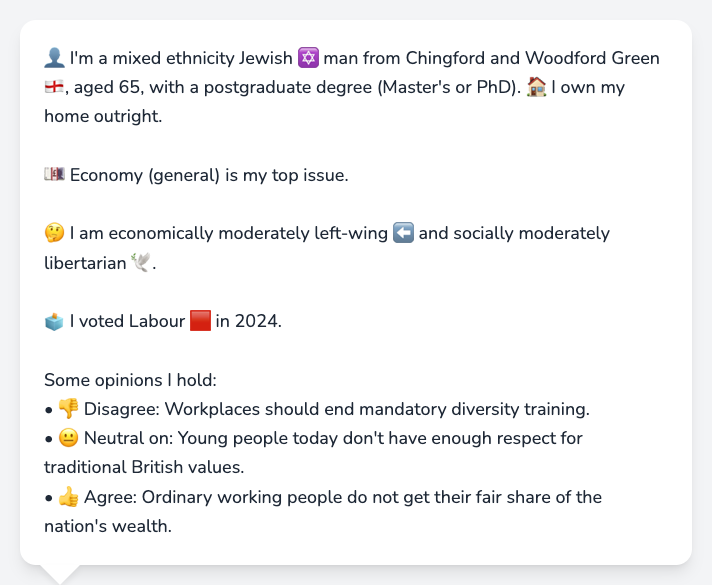 👤 I'm a mixed ethnicity Jewish ✡️ man from Chingford and Woodford Green
🏴󠁧󠁢󠁥󠁮󠁧󠁿, aged 65, with a postgraduate degree (Master's or PhD). 🏠 I own my
home outright.
💷 Economy (general) is my top issue.
🤔 I am economically moderately left-wing ⬅️ and socially moderately
libertarian 🕊️.
🗳️ I voted Labour 🟥 in 2024.
Some opinions I hold:
• 👎 Disagree: Workplaces should end mandatory diversity training.
• 😐 Neutral on: Young people today don't have enough respect for
traditional British values.
• 👍 Agree: Ordinary working people do not get their fair share of the
nation's wealth.